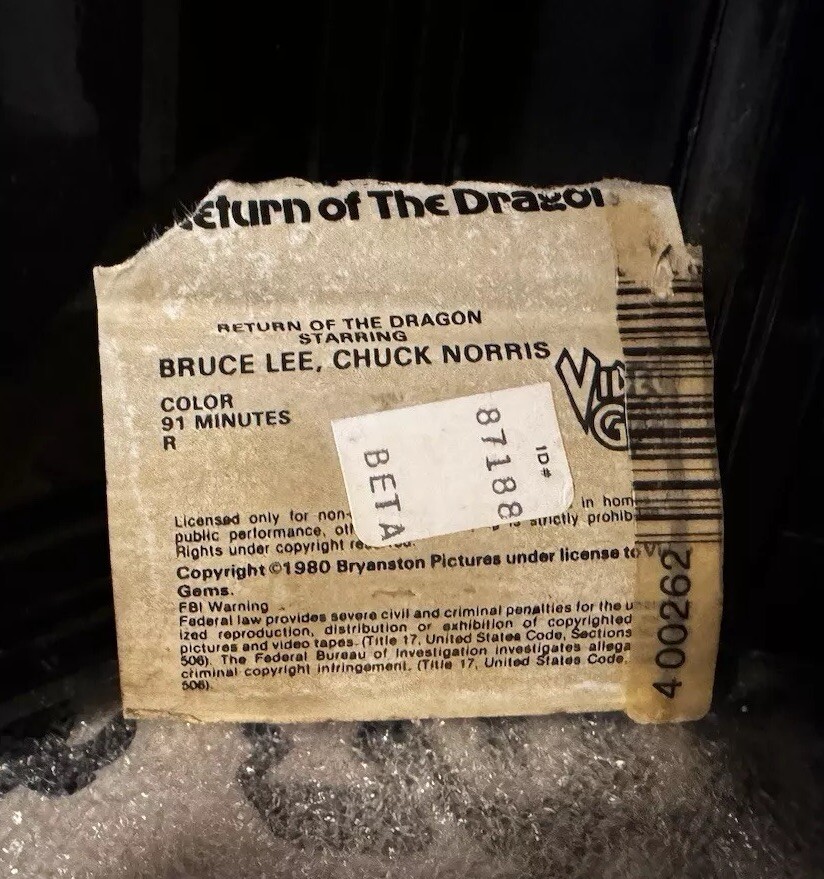 eturn of The Drago
RETURN OF THE DRAGON
STARRING
BRUCE LEE, CHUCK NORRIS
COLOR
91 MINUTES
R
VID
G
ID#
87188
BETA
Licensed only for non- in hom
public performance, ot strictly prohib
Rights under copyright
Copyright ©1980 Bryanston Pictures under license to
Gems.
FBI Warning
Federal law provides severe civil and criminal penalties for the
ized reproduction, distribution or exhibition of copyrighted
pictures and video tapes. (Title 17, United States Code, Sections
506). The Federal Bureau of Investigation investigates allega
criminal copyright infringement. (Title 17, United States Code.
506).
400262